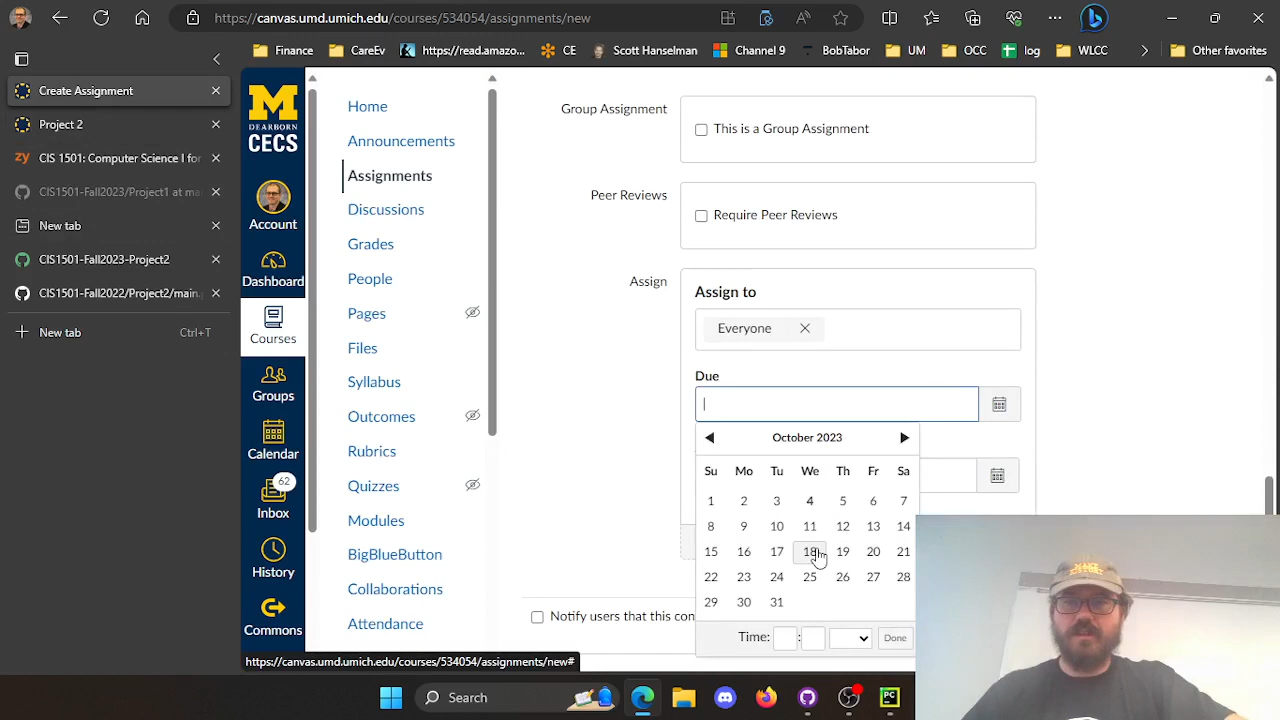 https://canvas.umd.umich.edu/courses/534054/assignments/new
Finance
CareEv
https://read.amazo...
CE
Scott Hanselman
Channel 9
BobTabor
UM
OCC
log
WLCC
Other favorites
Create Assignment
Project 2
zy CIS 1501: Computer Science I for
CIS1501-Fall2023/Project1 at ma
New tab
CIS1501-Fall2023-Project2
CIS1501-Fall2022/Project2/main.
New tab
Ctrl+T
M
DEARBORN
CECS
Account
Dashboard
Courses
Groups
Calendar
62
Inbox
History
Commons
Home
Announcements
Assignments
Discussions
Grades
People
Pages
Files
Syllabus
Outcomes
Rubrics
Quizzes
Modules
BigBlueButton
Collaborations
Attendance
Group Assignment
This is a Group Assignment
Peer Reviews
Require Peer Reviews
Assign
Assign to
Everyone
Due
October 2023
Su Mo Tu We Th Fr Sa
1 2 3 4 5 6 7
8 9 10 11 12 13 14
15 16 17 18 19 20 21
22 23 24 25 26 27 28
29 30 31
Time: :
Done
Notify users that this con
https://canvas.umd.umich.edu/courses/534054/assignments/new#
Search